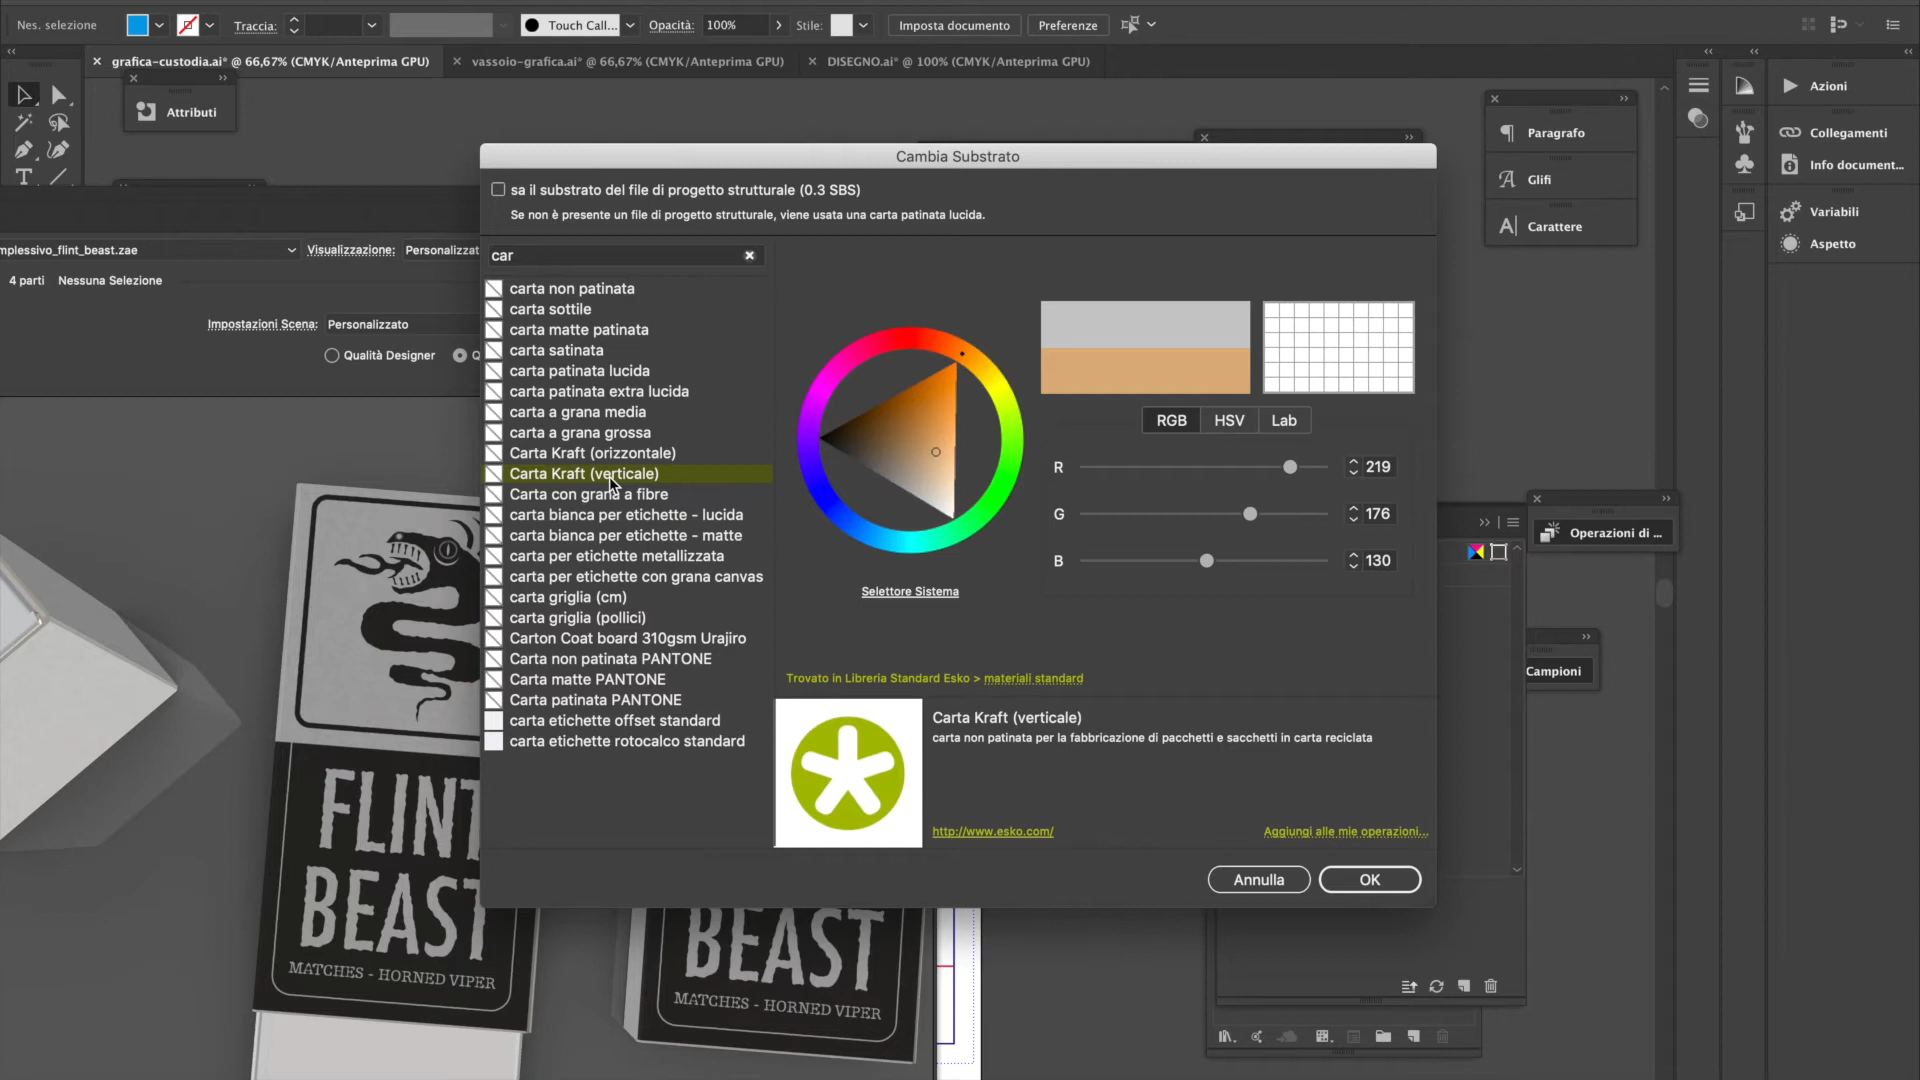 Nes. selezione
Traccia:
Touch Call...
Opacità:
100%
Stile:
Imposta documento
Preferenze
grafica-custodia.ai* @ 66,67% (CMYK/Anteprima GPU)
vassoio-grafica.ai* @ 66,67% (CMYK/Anteprima GPU)
DISEGNO.ai* @ 100% (CMYK/Anteprima GPU)
Attributi
Paragrafo
Glifi
Carattere
Azioni
Collegamenti
Info document...
Variabili
Aspetto
Cambia Substrato
sa il substrato del file di progetto strutturale (0.3 SBS)
Se non è presente un file di progetto strutturale, viene usata una carta patinata lucida.
mplessivo_flint_beast.zae
Visualizzazione:
Personalizzat
4 parti
Nessuna Selezione
Impostazioni Scena:
Personalizzato
Qualità Designer
Q
car
carta non patinata
carta sottile
carta matte patinata
carta satinata
carta patinata lucida
carta patinata extra lucida
carta a grana media
carta a grana grossa
Carta Kraft (orizzontale)
Carta Kraft (verticale)
Carta con grana a fibre
carta bianca per etichette - lucida
carta bianca per etichette - matte
carta per etichette metallizzata
carta per etichette con grana canvas
carta griglia (cm)
carta griglia (pollici)
Carton Coat board 310gsm Urajiro
Carta non patinata PANTONE
Carta matte PANTONE
Carta patinata PANTONE
carta etichette offset standard
carta etichette rotocalco standard
RGB
HSV
Lab
R
219
G
176
B
130
Selettore Sistema
Trovato in Libreria Standard Esko > materiali standard
Carta Kraft (verticale)
carta non patinata per la fabbricazione di pacchetti e sacchetti in carta reciclata
http://www.esko.com/
Aggiungi alle mie operazioni...
Annulla
OK
Operazioni di ...
Campioni
FLINT
BEAST
MATCHES - HORNED VIPER
BEAST
MATCHES - HORNED VIPER